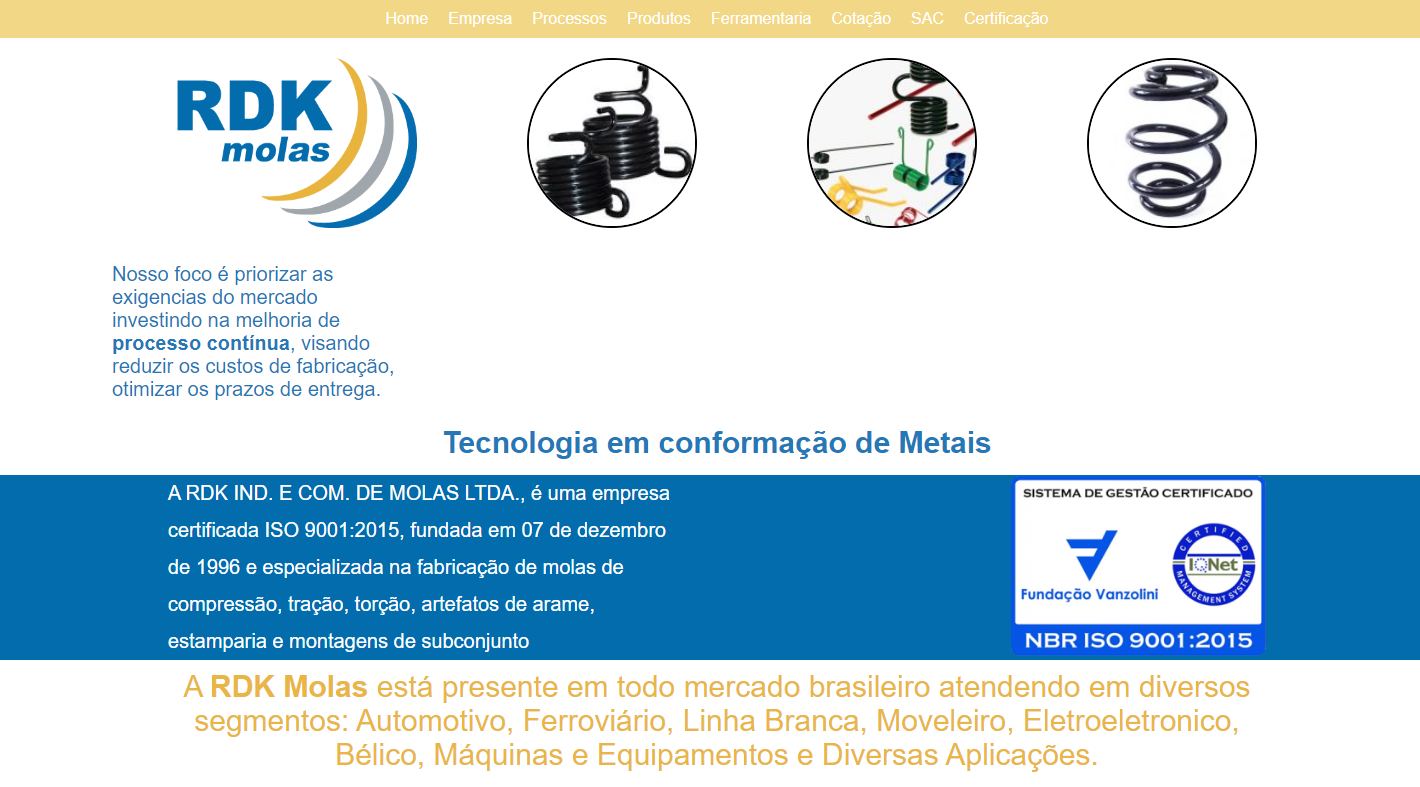 Home Empresa Processos Produtos Ferramentaria Cotação SAC Certificação
RDK
molas
Nosso foco é priorizar as
exigencias do mercado
investindo na melhoria de
processo contínua, visando
reduzir os custos de fabricação,
otimizar os prazos de entrega.
Tecnologia em conformação de Metais
A RDK IND. E COM. DE MOLAS LTDA., é uma empresa
certificada ISO 9001:2015, fundada em 07 de dezembro
de 1996 e especializada na fabricação de molas de
compressão, tração, torção, artefatos de arame,
estamparia e montagens de subconjunto
SISTEMA DE GESTÃO CERTIFICADO
Fundação Vanzolini
CERTIFIED
IQNet
MANAGEMENT SYSTEM
NBR ISO 9001:2015
A RDK Molas está presente em todo mercado brasileiro atendendo em diversos
segmentos: Automotivo, Ferroviário, Linha Branca, Moveleiro, Eletroeletronico,
Bélico, Máquinas e Equipamentos e Diversas Aplicações.